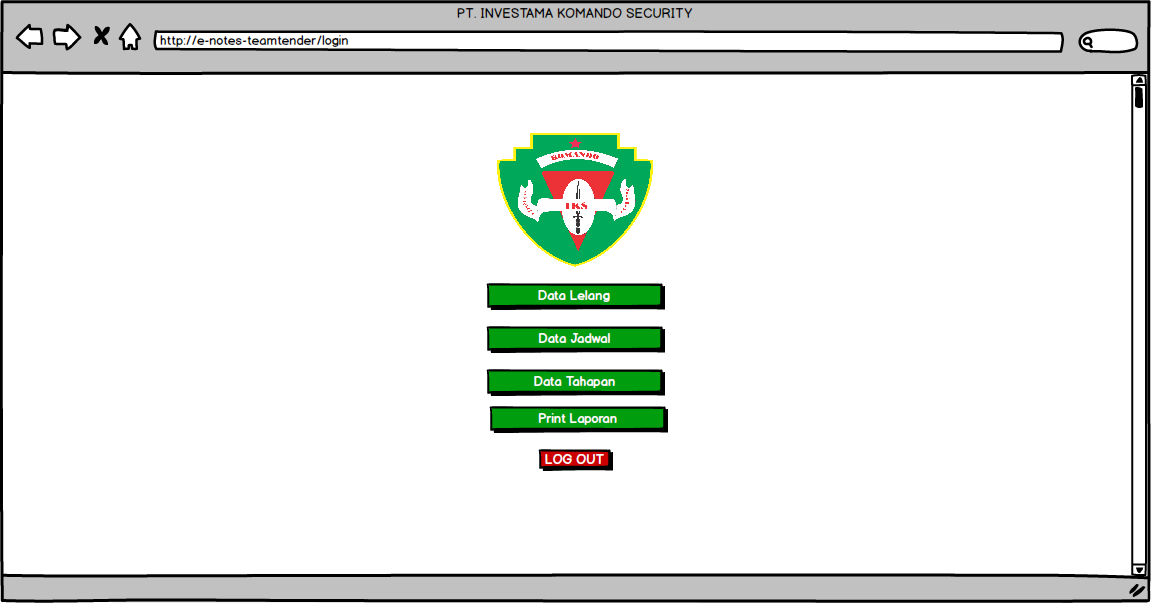 PT. INVESTAMA KOMANDO SECURITY
http://e-notes-teamtender/login
KOMANDO
IKS
Data Lelang
Data Jadwal
Data Tahapan
Print Laporan
LOG OUT